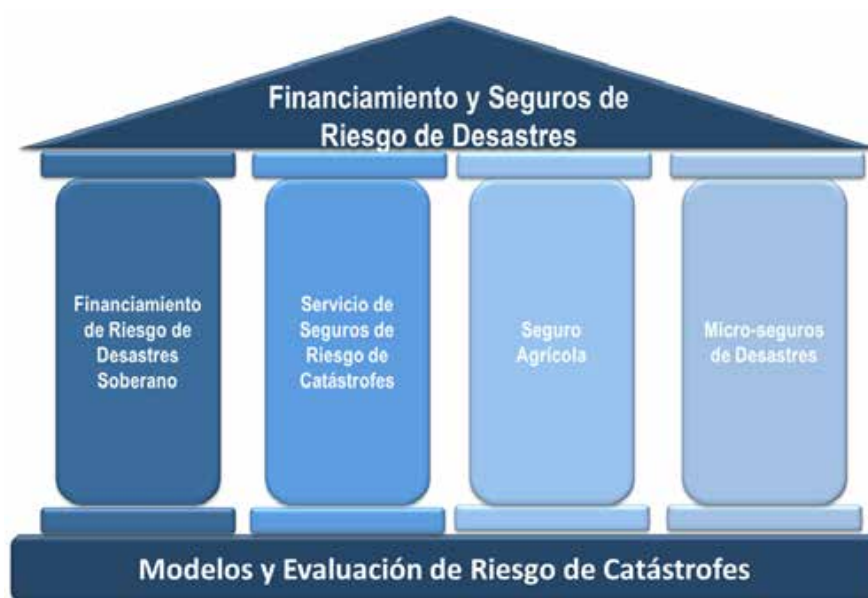 Financiamiento y Seguros de
Riesgo de Desastres
Financiamiento
de Riesgo de
Desastres
Soberano
Servicio de
Seguros de
Riesgo de
Catástrofes
Seguro
Agrícola
Micro-seguros
de Desastres
Modelos y Evaluación de Riesgo de Catástrofes